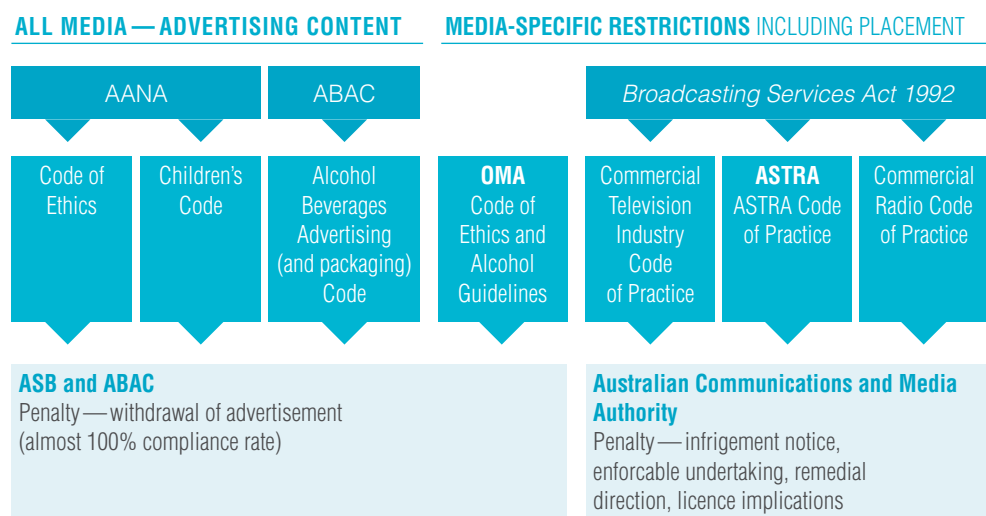 ALL MEDIA — ADVERTISING CONTENT
MEDIA-SPECIFIC RESTRICTIONS INCLUDING PLACEMENT
AANA
ABAC
Broadcasting Services Act 1992
Code of
Ethics
Children's
Code
Alcohol
Beverages
Advertising
(and packaging)
Code
OMA
Code of
Ethics and
Alcohol
Guidelines
Commercial
Television
Industry
Code
of Practice
ASTRA
ASTRA Code
of Practice
Commercial
Radio Code
of Practice
ASB and ABAC
Penalty — withdrawal of advertisement
(almost 100% compliance rate)
Australian Communications and Media
Authority
Penalty — infrigement notice,
enforcable undertaking, remedial
direction, licence implications